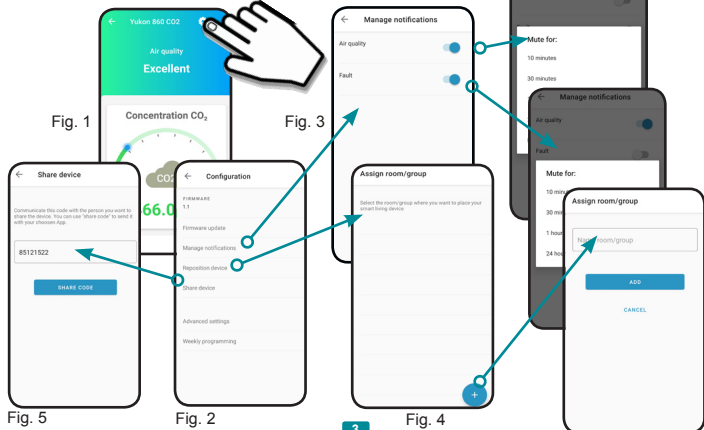 Yukon 860 CO2
Air quality
Excellent
Fig. 1
Concentration CO₂
CO2
66.0
Manage notifications
Air quality
Fault
Fig. 3
Mute for:
10 minutes
30 minutes
Manage notifications
Air quality
Fault
Mute for:
10 minu
30 min
1 hour
24 hou
Share device
Communicate this code with the person you want to
share the device. You can use "share code" to send it
with your choosen App.
85121522
SHARE CODE
Fig. 5
Configuration
FIRMWARE
1.1
Firmware update
Manage notifications
Reposition device
Share device
Advanced settings
Weekly programming
Fig. 2
Assign room/group
Select the room/group where you want to place your
smart living device
+
Fig. 4
Assign room/group
Name room/group
ADD
CANCEL
3